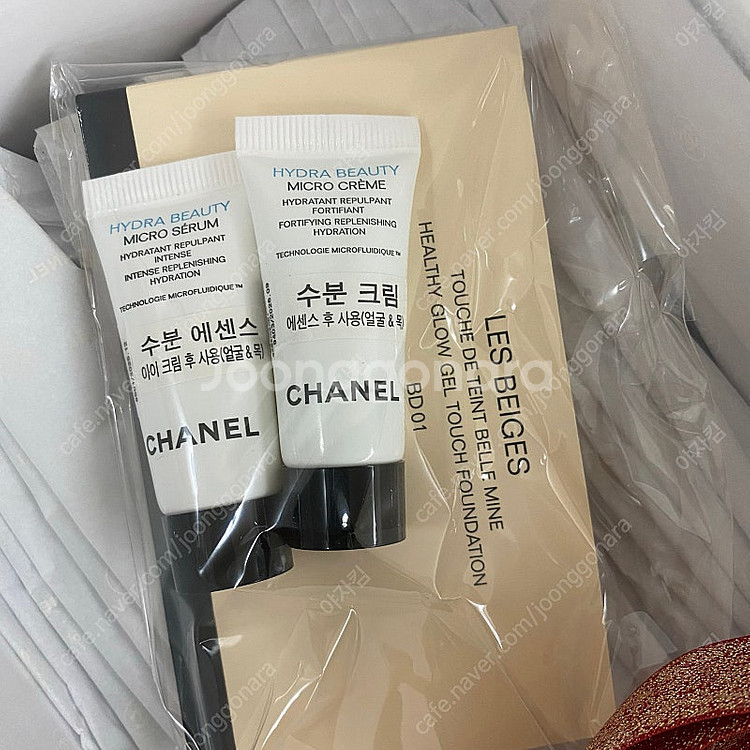 HYDRA BEAUTY
MICRO SÉRUM
HYDRATANT REPULPANT
INTENSE
INTENSE REPLENISHING
HYDRATION
TECHNOLOGIE MICROFLUIDIQUE™
수분 에센스
아이 크림 후 사용(얼굴 & 목)
CHANEL
HYDRA BEAUTY
MICRO CRÈME
HYDRATANT REPULPANT
FORTIFIANT
FORTIFYING REPLENISHING
HYDRATION
TECHNOLOGIE MICROFLUIDIQUE™
수분 크림
에센스 후 사용(얼굴 & 목)
CHANEL
LES BEIGES
TOUCHE DE TEINT BELLE MINE
HEALTHY GLOW GEL TOUCH FOUNDATION
BD01
Joonggonara
cafe.naver.com/joonggonara
야자킴